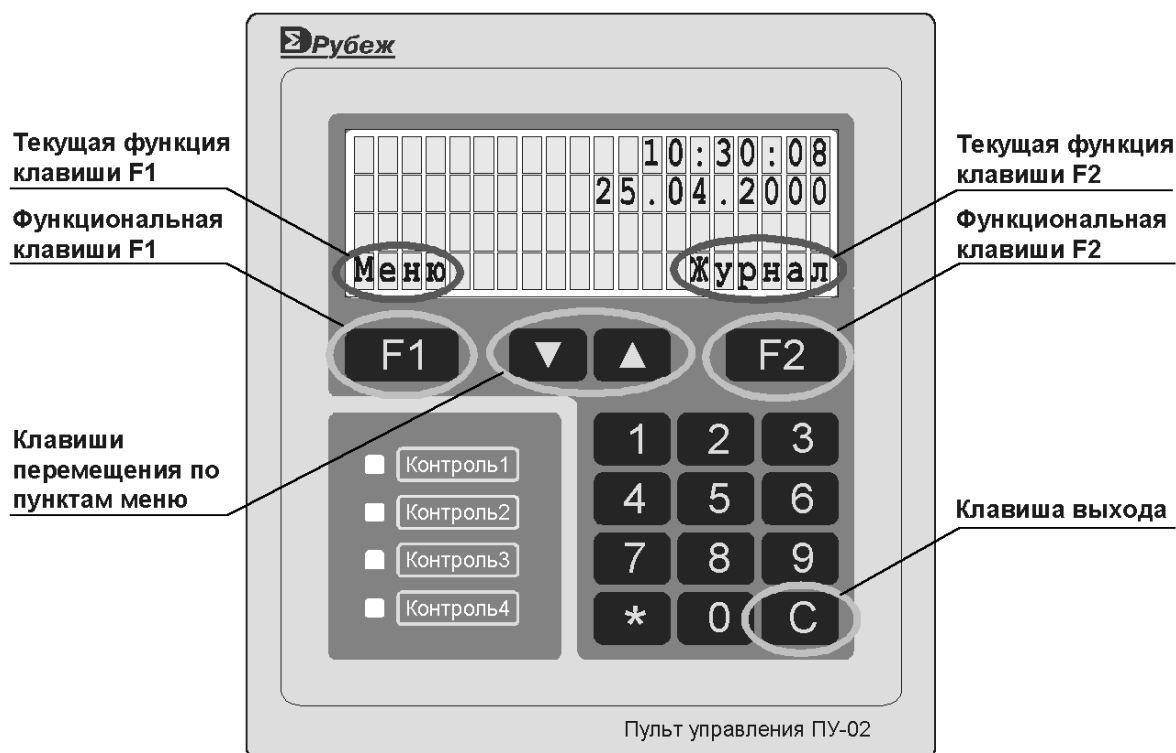 Рубеж
Текущая функция
клавиши F1
Функциональная
клавиши F1
10:30:08
25.04.2000
Меню
Журнал
Текущая функция
клавиши F2
Функциональная
клавиши F2
F1
▼
▲
F2
Клавиши
перемещения по
пунктам меню
Контроль1
Контроль2
Контроль3
Контроль4
1 2 3
4 5 6
7 8 9
* 0 C
Клавиша выхода
Пульт управления ПУ-02